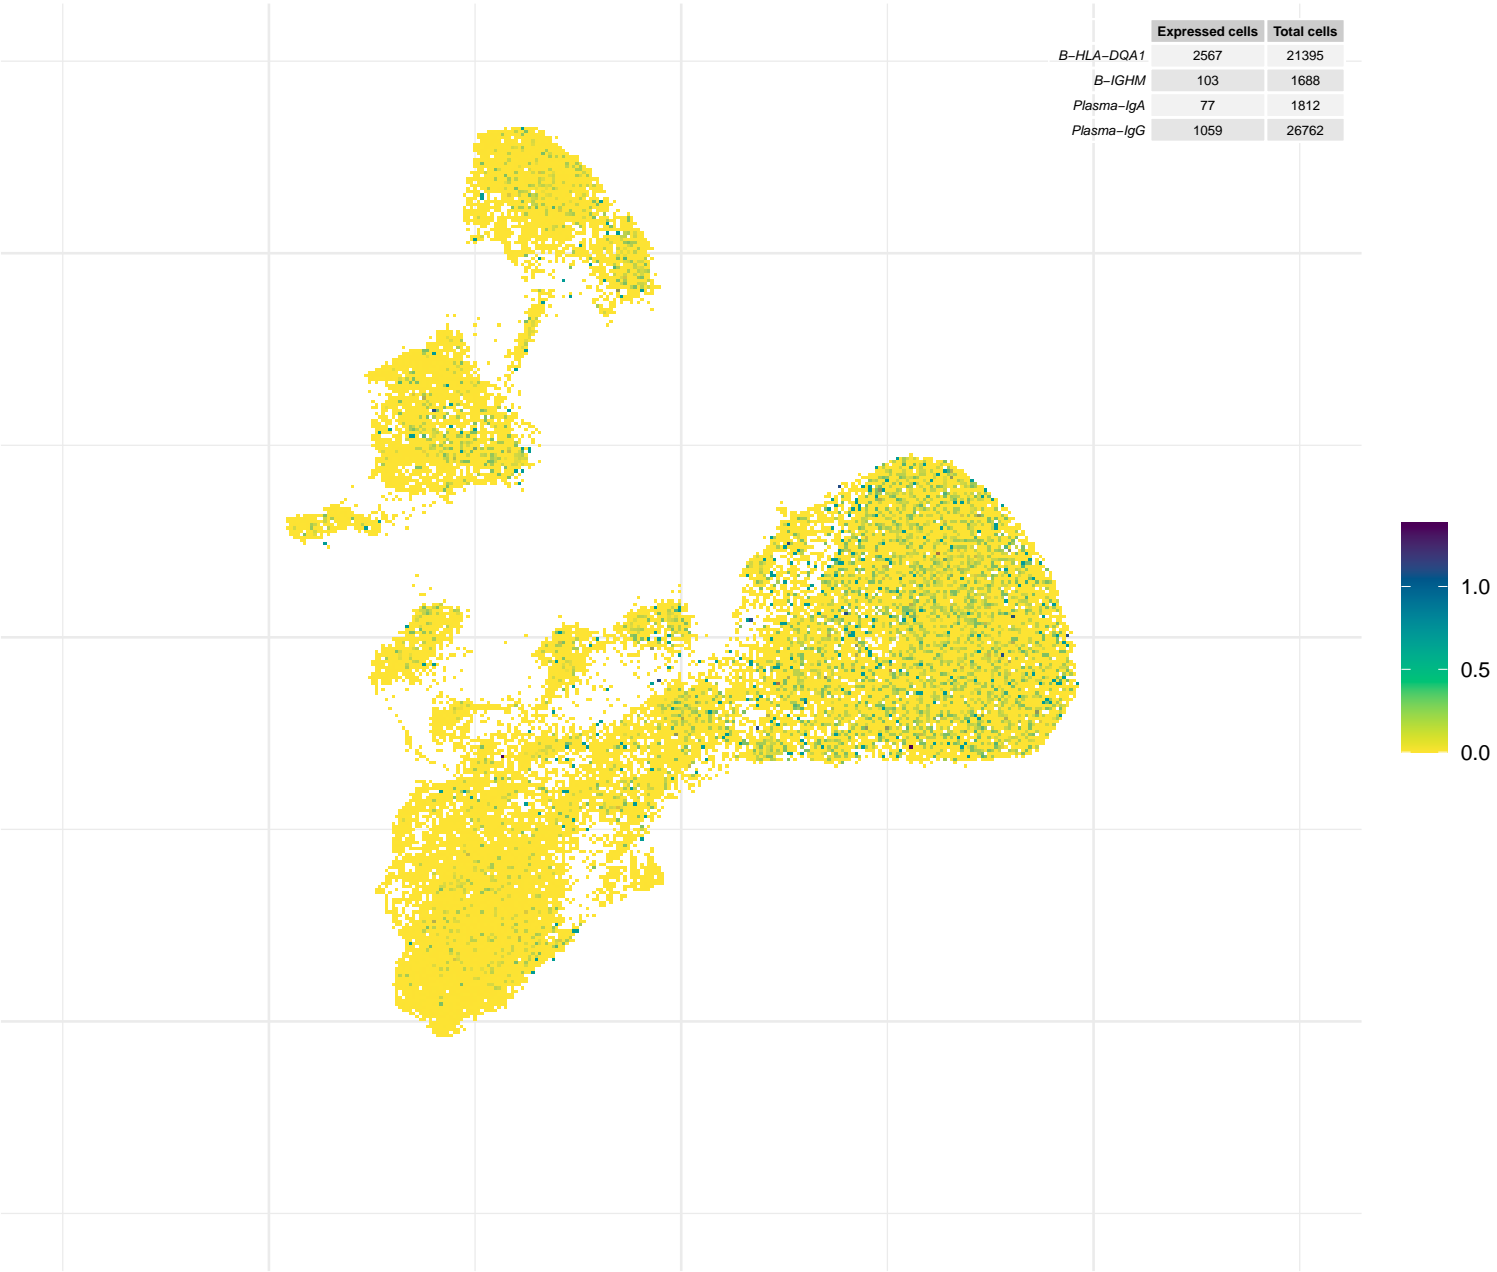 Expressed cells Total cells
B-HLA-DQA1 2567 21395
B-IGHM 103 1688
Plasma-IgA 77 1812
Plasma-IgG 1059 26762
1.0
0.5
0.0